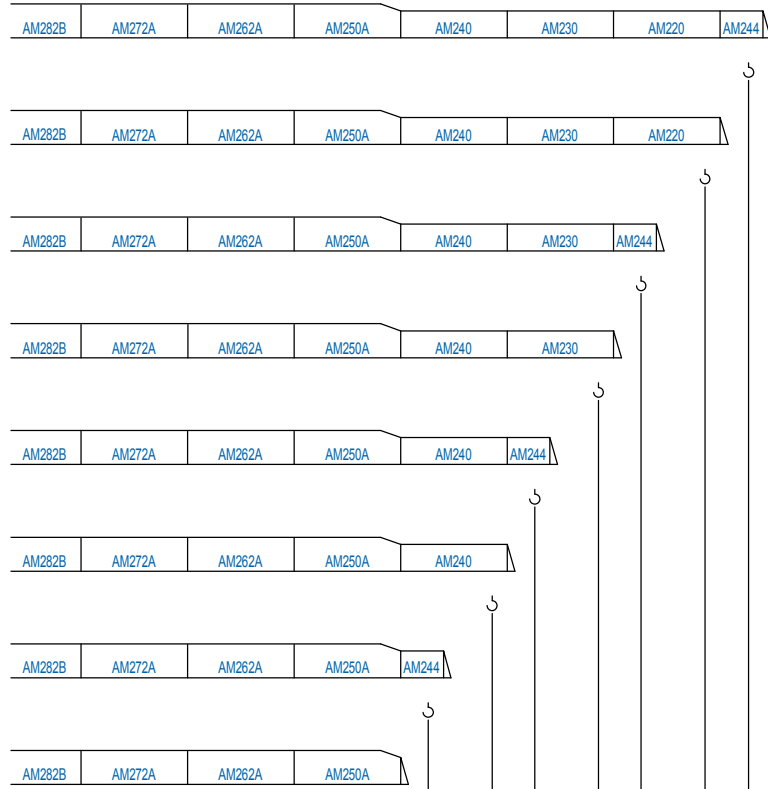 AM282B AM272A AM262A AM250A AM240 AM230 AM220 AM244
AM282B AM272A AM262A AM250A AM240 AM230 AM220
AM282B AM272A AM262A AM250A AM240 AM230 AM244
AM282B AM272A AM262A AM250A AM240 AM230
AM282B AM272A AM262A AM250A AM240 AM244
AM282B AM272A AM262A AM250A AM240
AM282B AM272A AM262A AM250A AM244
AM282B AM272A AM262A AM250A